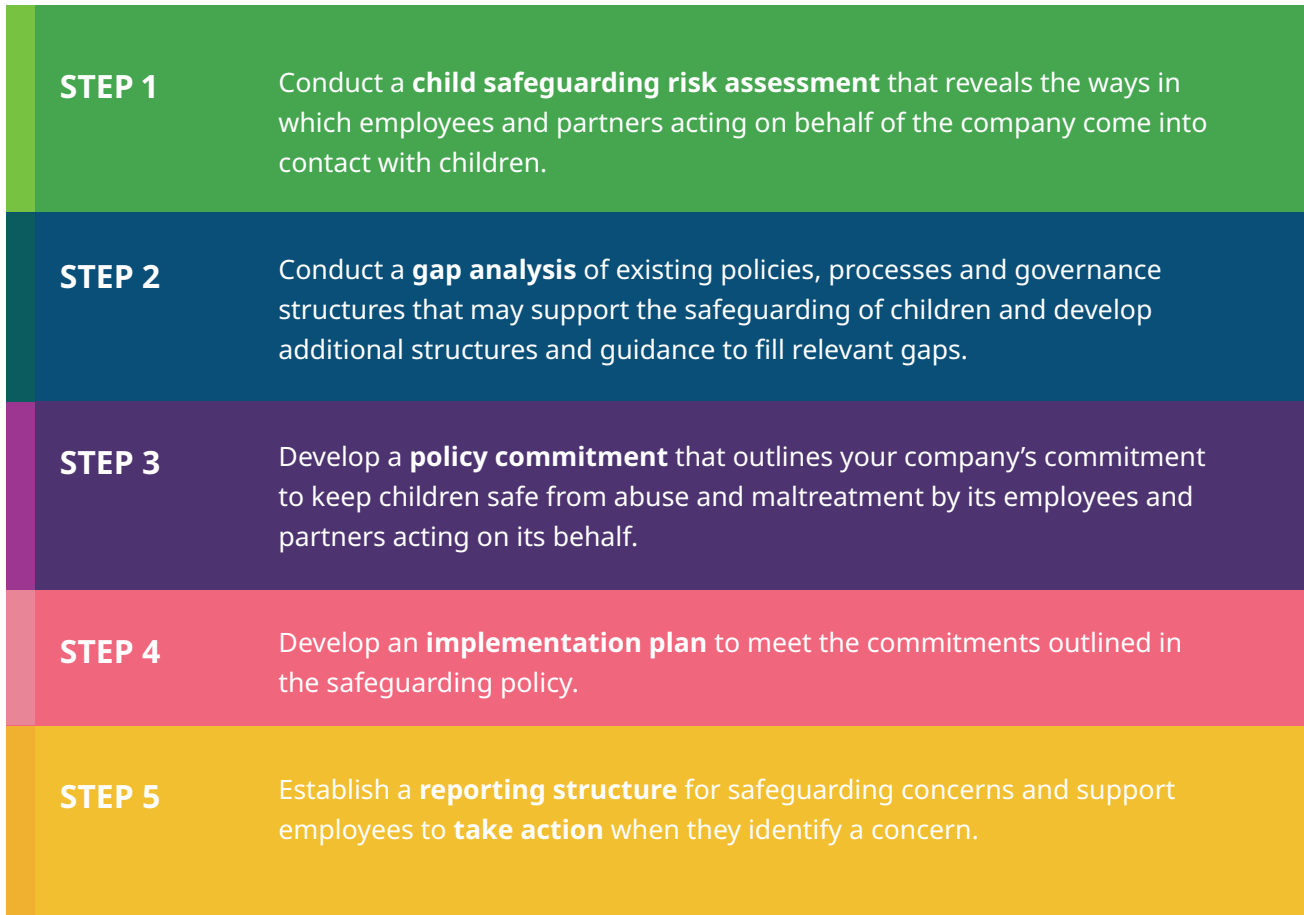 STEP 1
Conduct a child safeguarding risk assessment that reveals the ways in
which employees and partners acting on behalf of the company come into
contact with children.
STEP 2
Conduct a gap analysis of existing policies, processes and governance
structures that may support the safeguarding of children and develop
additional structures and guidance to fill relevant gaps.
STEP 3
Develop a policy commitment that outlines your company’s commitment
to keep children safe from abuse and maltreatment by its employees and
partners acting on its behalf.
STEP 4
Develop an implementation plan to meet the commitments outlined in
the safeguarding policy.
STEP 5
Establish a reporting structure for safeguarding concerns and support
employees to take action when they identify a concern.